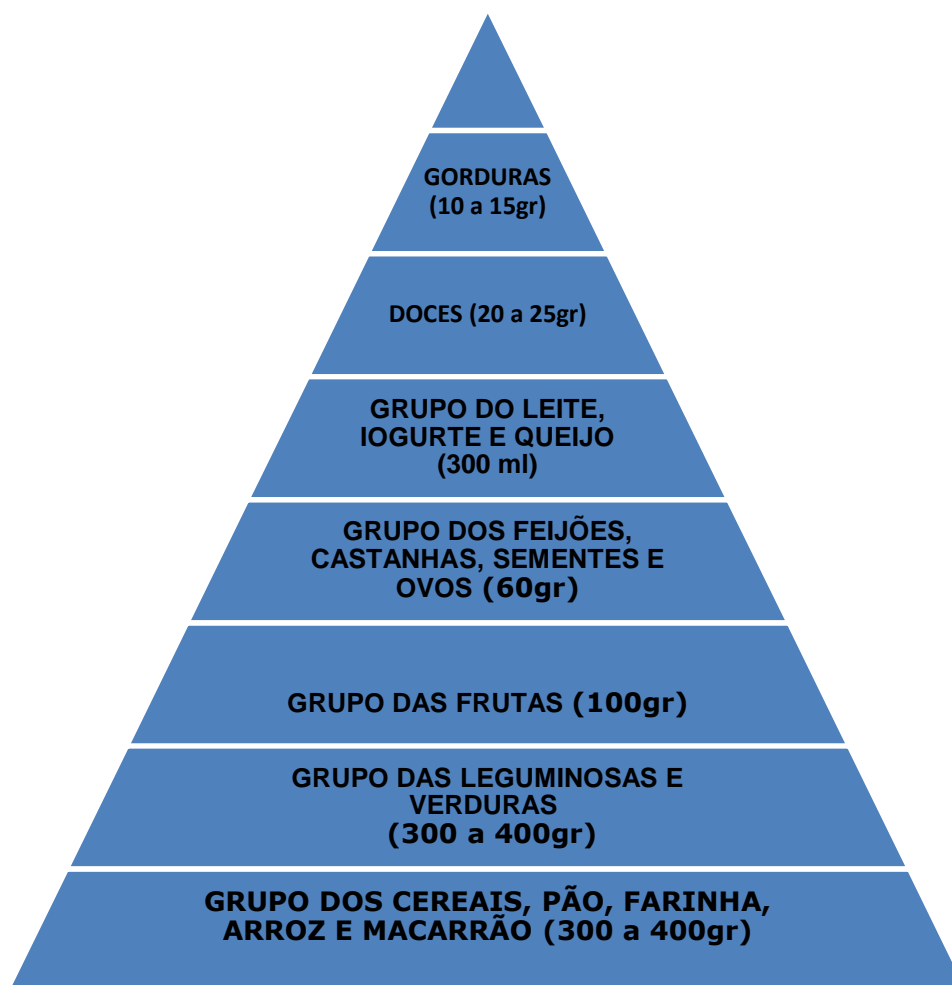 GORDURAS
(10 a 15gr)
DOCES (20 a 25gr)
GRUPO DO LEITE,
IOGURTE E QUEIJO
(300 ml)
GRUPO DOS FEIJÕES,
CASTANHAS, SEMENTES E
OVOS (60gr)
GRUPO DAS FRUTAS (100gr)
GRUPO DAS LEGUMINOSAS E
VERDURAS
(300 a 400gr)
GRUPO DOS CEREAIS, PÃO, FARINHA,
ARROZ E MACARRÃO (300 a 400gr)